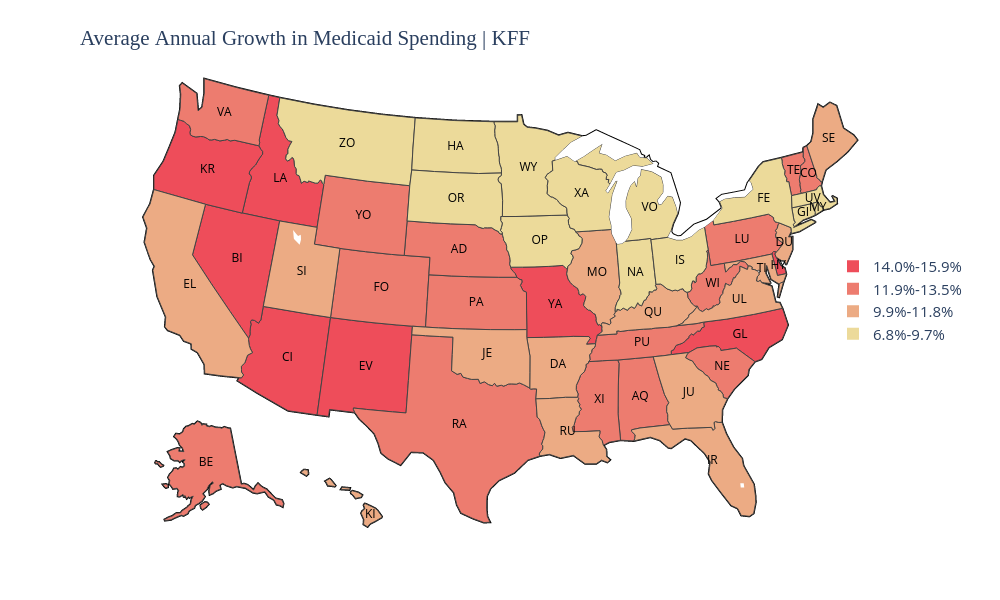 Average Annual Growth in Medicaid Spending | KFF
VA
ZO
HA
WY
SE
KR
LA
OR
XA
VO
TE
CO
YO
FE
UV
MY
GI
AD
OP
LU
DU
BI
SI
FO
MO
NA
IS
WI
EL
PA
YA
QU
UL
CI
EV
JE
DA
PU
GL
XI
AQ
JU
NE
RA
RU
IR
BE
KI
14.0%-15.9%
11.9%-13.5%
9.9%-11.8%
6.8%-9.7%